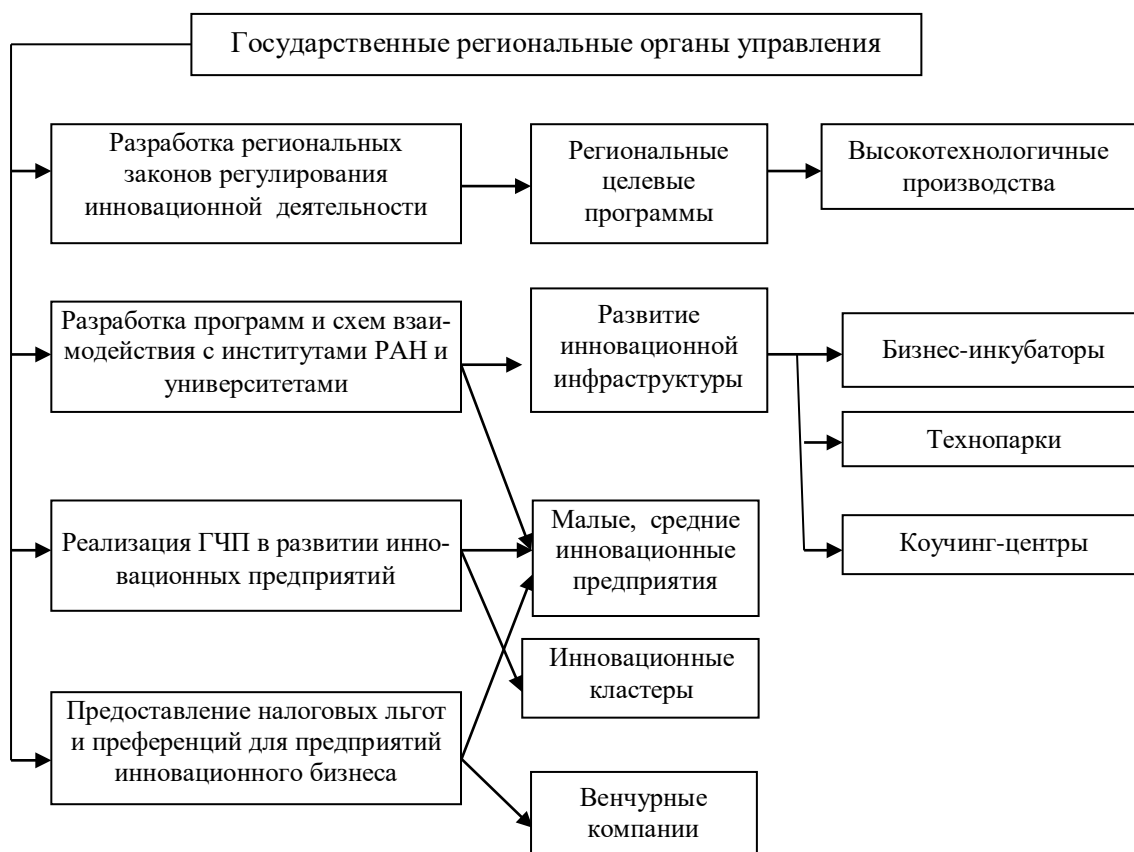 Государственные региональные органы управления
Разработка региональных
законов регулирования
инновационной деятельности
Региональные
целевые
программы
Высокотехнологичные
производства
Разработка программ и схем взаи-
модействия с институтами РАН и
университетами
Развитие
инновационной
инфраструктуры
Бизнес-инкубаторы
Технопарки
Коучинг-центры
Реализация ГЧП в развитии инно-
вационных предприятий
Малые, средние
инновационные
предприятия
Инновационные
кластеры
Предоставление налоговых льгот
и преференций для предприятий
инновационного бизнеса
Венчурные
компании